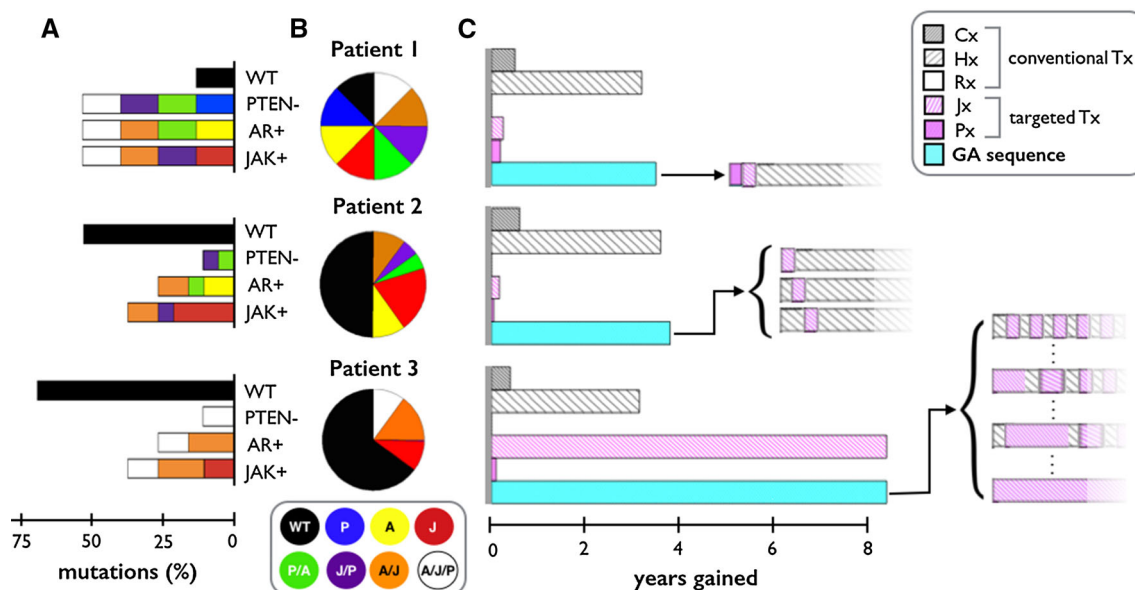 A
B
C
Patient 1
WT
PTEN-
AR+
JAK+
Patient 2
WT
PTEN-
AR+
JAK+
Patient 3
WT
PTEN-
AR+
JAK+
75
50
25
0
mutations (%)
WT
P
A
J
P/A
J/P
A/J
A/J/P
0
2
4
6
8
years gained
Cx
Hx
Rx
conventional Tx
Jx
Px
targeted Tx
GA sequence